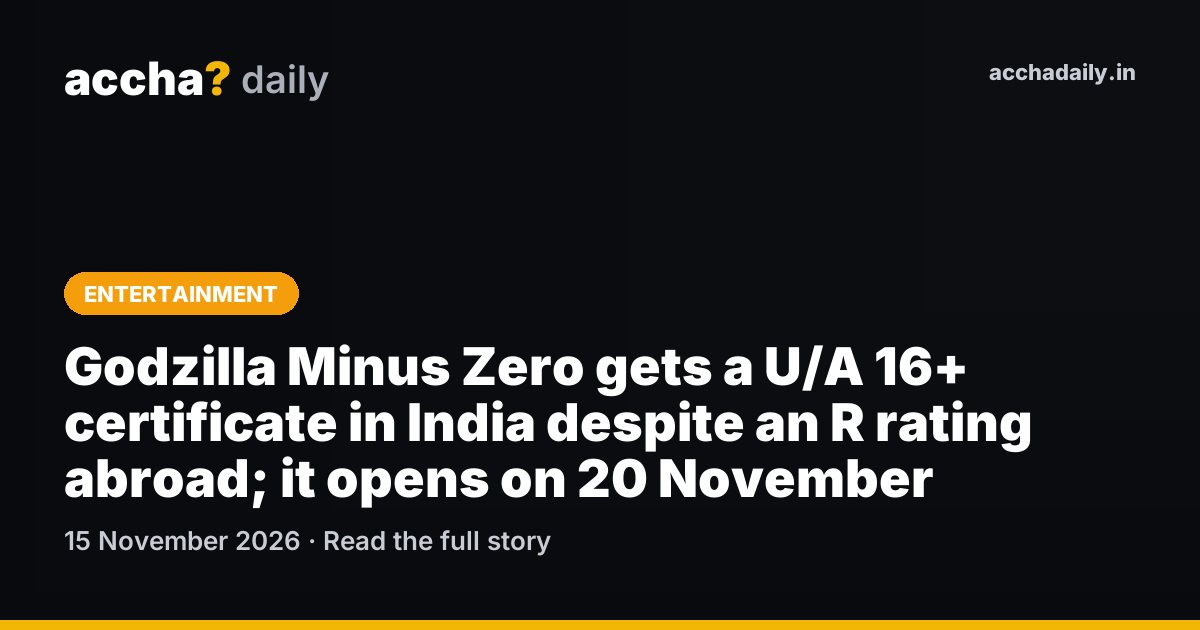 accha? daily
acchadaily.in
ENTERTAINMENT
Godzilla Minus Zero gets a U/A 16+
certificate in India despite an R rating
abroad; it opens on 20 November
15 November 2026 · Read the full story